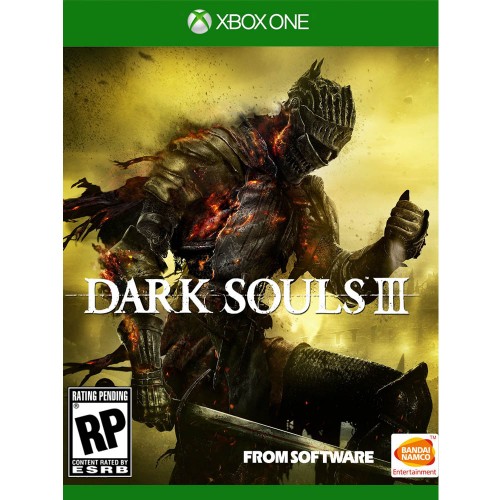 XBOX ONE
DARK SOULS III
RATING PENDING
RP
CONTENT RATED BY
ESRB
FROM SOFTWARE
BANDAI
NAMCO
Entertainment